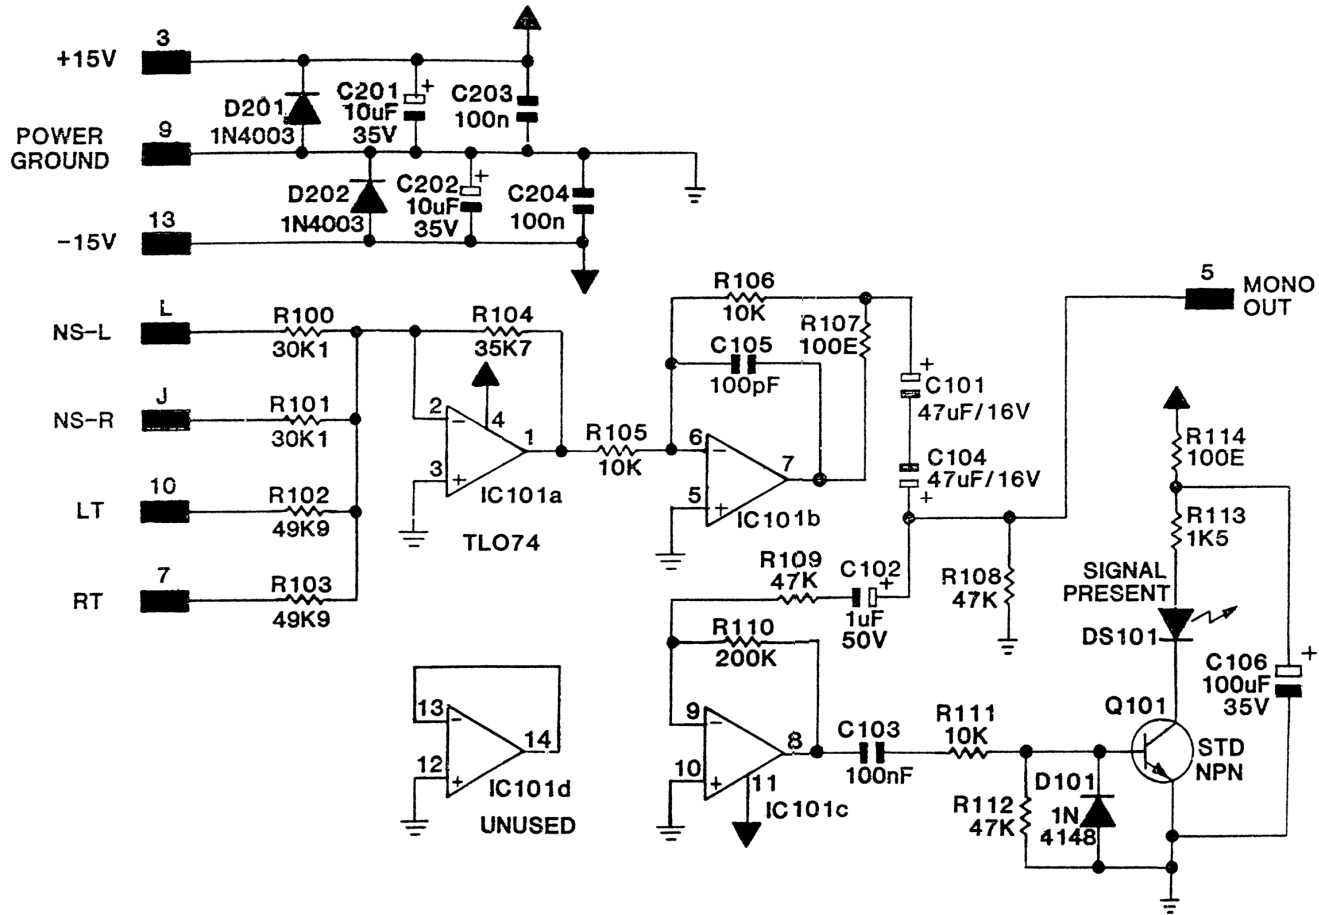 3
+15V
D201
1N4003
C201
10uF
35V
+
C203
100n
POWER
GROUND
9
D202
1N4003
C202
10uF
35V
+
C204
100n
13
-15V
L
NS-L
R100
30K1
R104
35K7
J
NS-R
R101
30K1
2
-
4
3
+
1
IC101a
TL074
10
LT
R102
49K9
7
RT
R103
49K9
R105
10K
R106
10K
R107
100E
C105
100pF
6
-
5
+
7
IC101b
+
C101
47uF/16V
C104
47uF/16V
+
5
MONO
OUT
R114
100E
R113
1K5
SIGNAL
PRESENT
DS101
R109
47K
C102
+
1uF
50V
R108
47K
R110
200K
13
-
12
+
14
IC101d
UNUSED
9
-
10
+
8
11
IC101c
C103
100nF
R111
10K
R112
47K
D101
1N
4148
Q101
STD
NPN
C106
100uF
35V
+